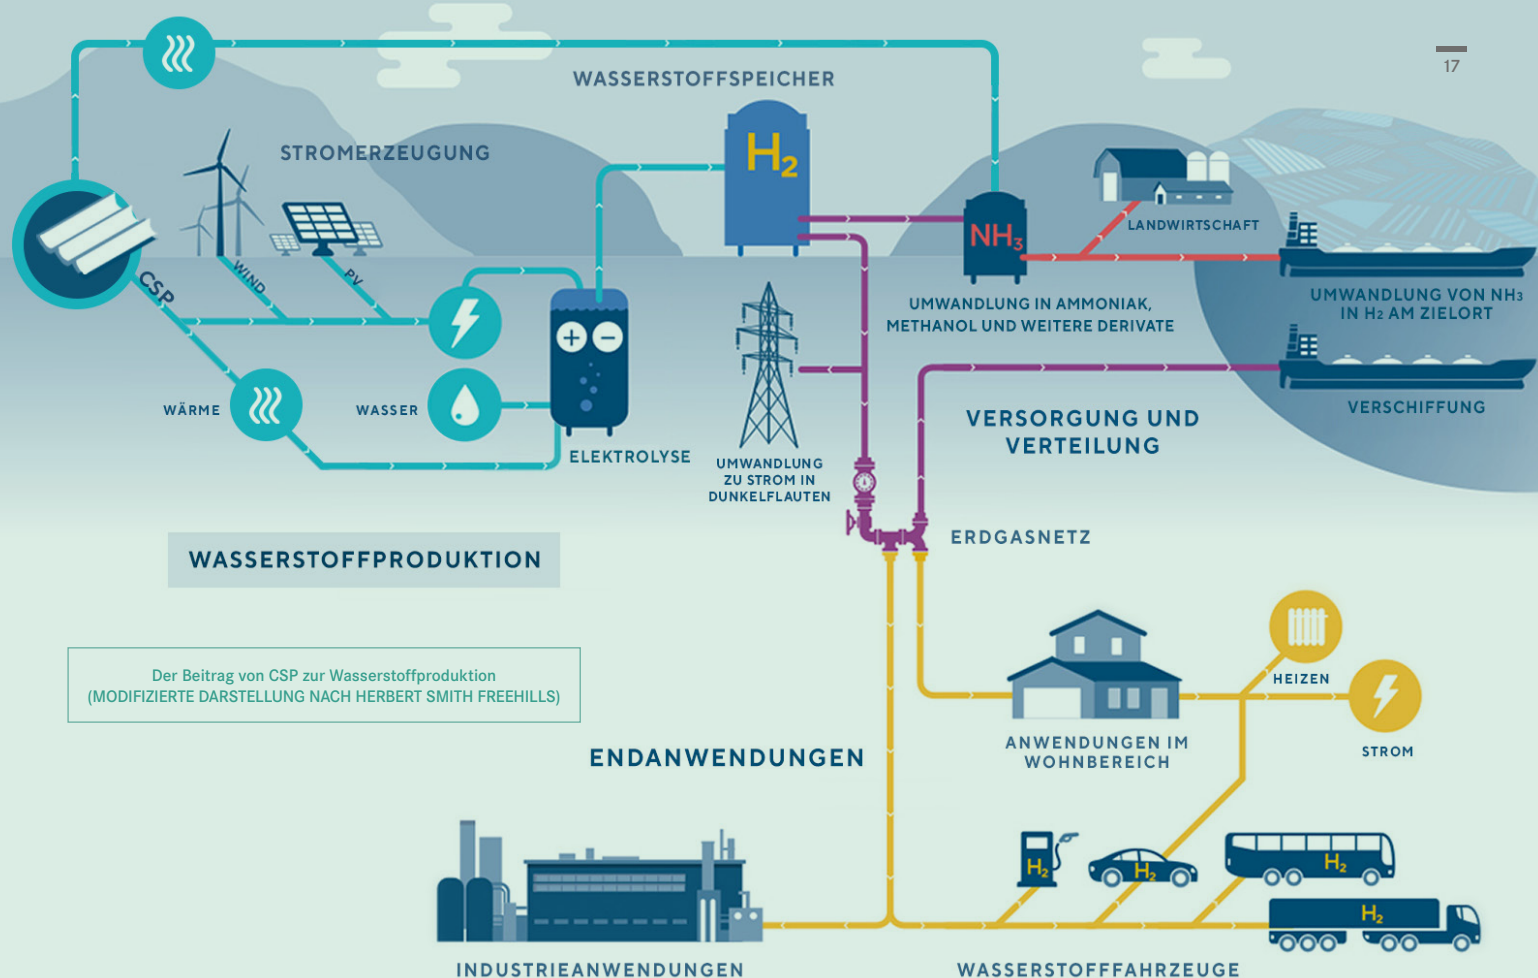 17
WASSERSTOFFSPEICHER
H2
STROMERZEUGUNG
CSP
WIND
PV
NH3
LANDWIRTSCHAFT
UMWANDLUNG IN AMMONIAK,
METHANOL UND WEITERE DERIVATE
UMWANDLUNG VON NH3
IN H2 AM ZIELORT
VERSCHIFFUNG
WÄRME
WASSER
ELEKTROLYSE
UMWANDLUNG
ZU STROM IN
DUNKELFLAUTEN
VERSORGUNG UND
VERTEILUNG
WASSERSTOFFPRODUKTION
ERDGASNETZ
Der Beitrag von CSP zur Wasserstoffproduktion
(MODIFIZIERTE DARSTELLUNG NACH HERBERT SMITH FREEHILLS)
HEIZEN
STROM
ANWENDUNGEN IM
WOHNBEREICH
ENDANWENDUNGEN
H2
H2
H2
H2
INDUSTRIEANWENDUNGEN
WASSERSTOFFFAHRZEUGE